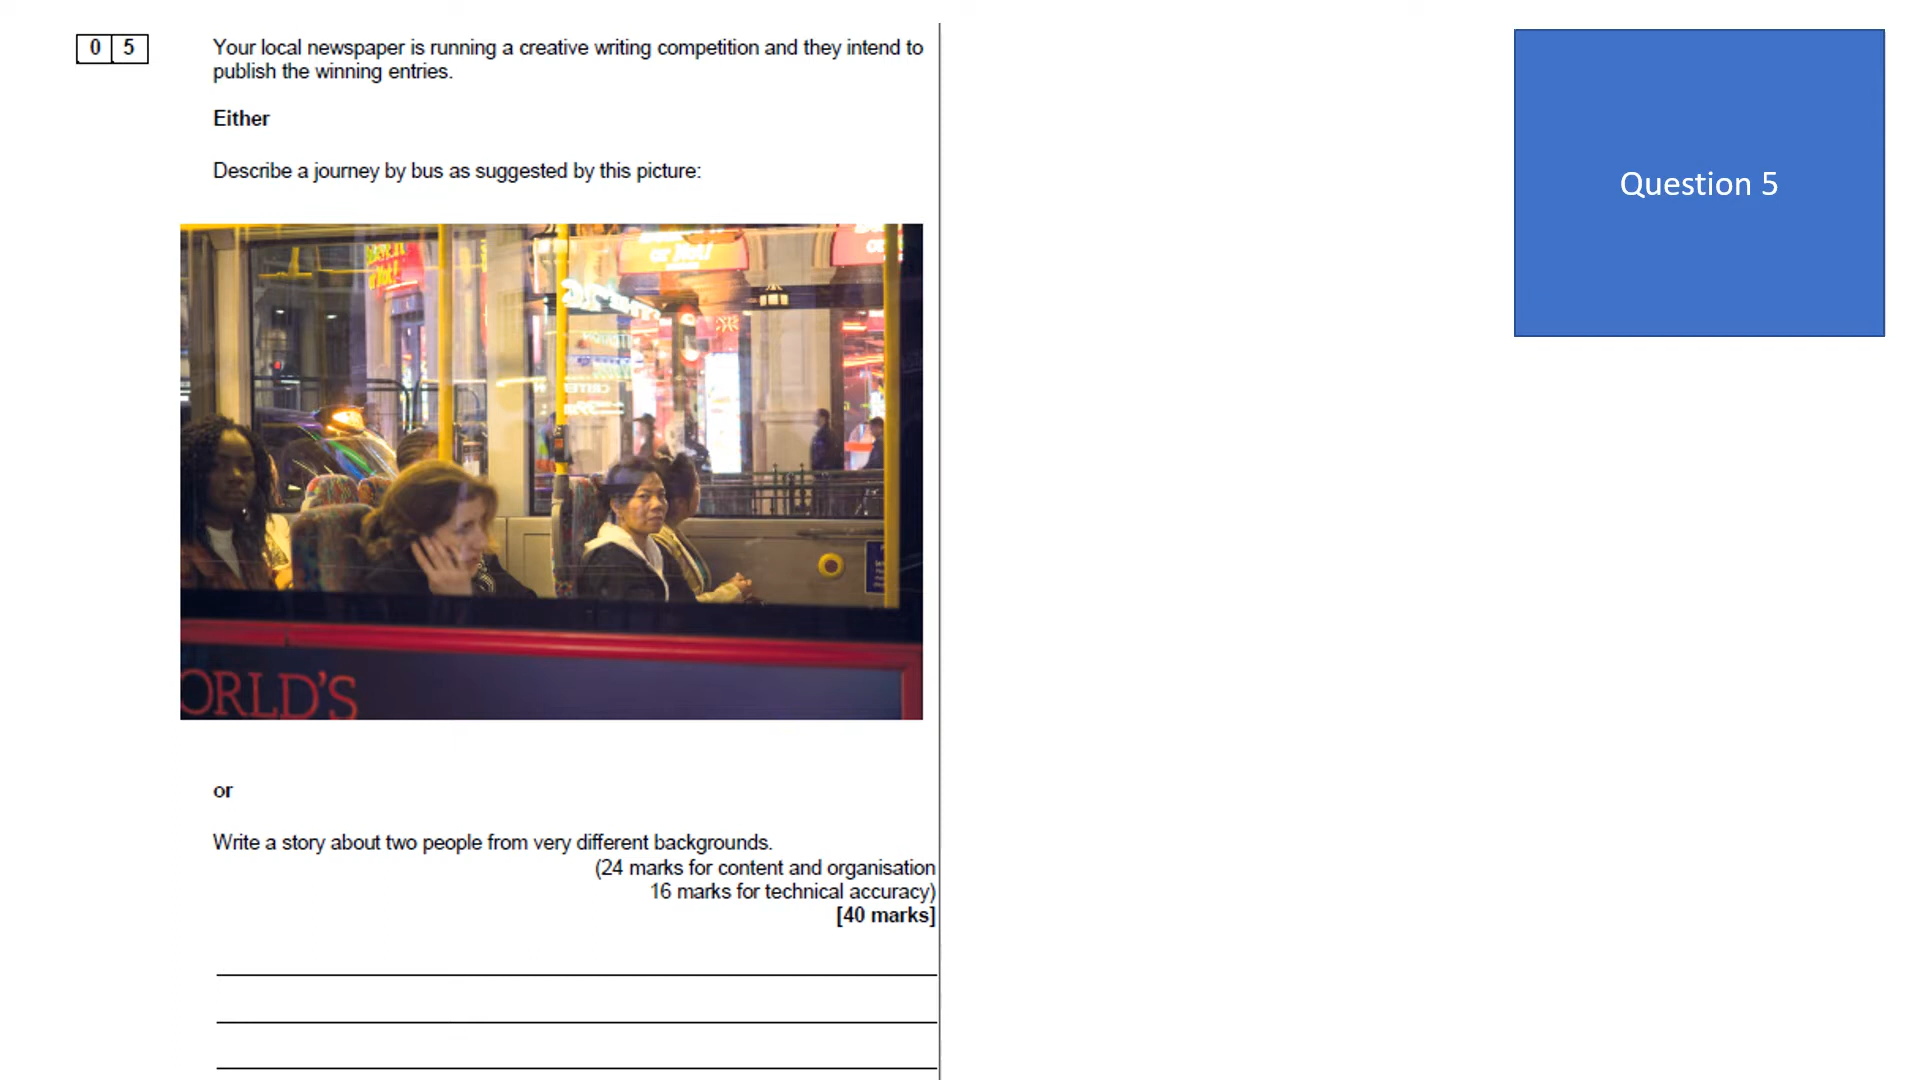 0 5
Your local newspaper is running a creative writing competition and they intend to
publish the winning entries.
Either
Describe a journey by bus as suggested by this picture:
or Not!
ORLD'S
or
Write a story about two people from very different backgrounds.
(24 marks for content and organisation
16 marks for technical accuracy)
[40 marks]
Question 5